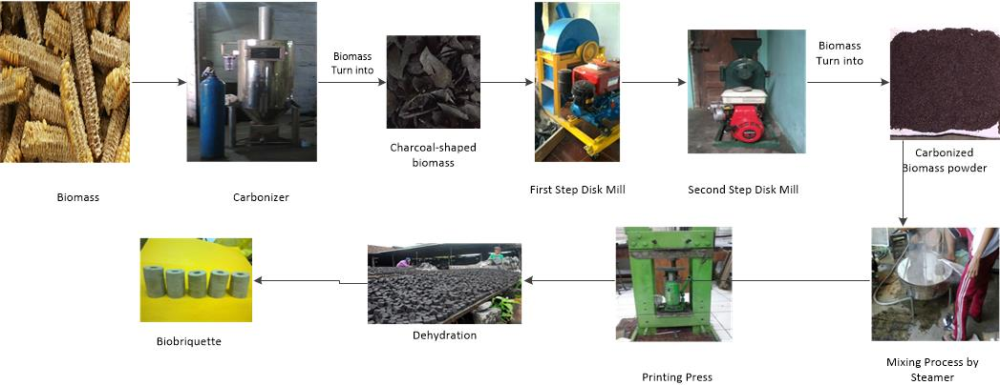 Biomass
Turn into
Biomass
Turn into
Charcoal-shaped
biomass
Carbonized
Biomass powder
Biomass
Carbonizer
First Step Disk Mill
Second Step Disk Mill
Biobriquette
Dehydration
Printing Press
Mixing Process by
Steamer